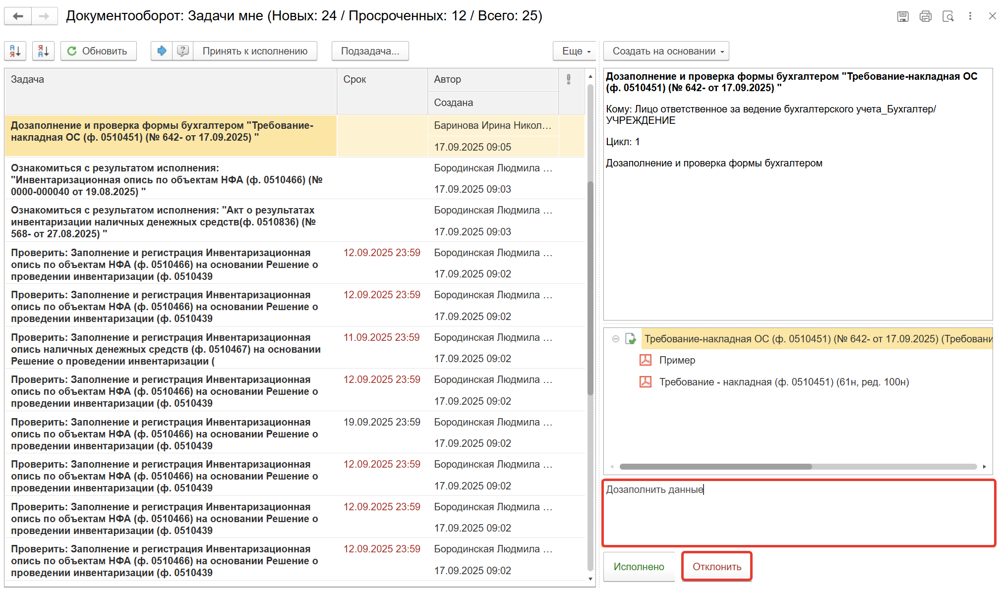 Документооборот: Задачи мне (Новых: 24 / Просроченных: 12 / Всего: 25)
Обновить
Принять к исполнению
Подзадача...
Еще
Создать на основании
Задача
Срок
Автор
Создана
Дозаполнение и проверка формы бухгалтером "Требование-
накладная ОС (ф. 0510451) (№ 642- от 17.09.2025) "
Баринова Ирина Никол...
17.09.2025 09:05
Ознакомиться с результатом исполнения:
"Инвентаризационная опись по объектам НФА (ф. 0510466) (№
0000-000040 от 19.08.2025) "
Бородинская Людмила ...
17.09.2025 09:03
Ознакомиться с результатом исполнения: "Акт о результатах
инвентаризации наличных денежных средств(ф. 0510836) (№
568- от 27.08.2025) "
Бородинская Людмила ...
17.09.2025 09:03
Проверить: Заполнение и регистрация Инвентаризационная
опись по объектам НФА (ф. 0510466) на основании Решение о
проведении инвентаризации (ф. 0510439
12.09.2025 23:59
Бородинская Людмила ...
17.09.2025 09:02
Проверить: Заполнение и регистрация Инвентаризационная
опись по объектам НФА (ф. 0510466) на основании Решение о
проведении инвентаризации (ф. 0510439
12.09.2025 23:59
Бородинская Людмила ...
17.09.2025 09:02
Проверить: Заполнение и регистрация Инвентаризационная
опись наличных денежных средств (ф. 0510467) на основании
Решение о проведении инвентаризации (
11.09.2025 23:59
Бородинская Людмила ...
17.09.2025 09:02
Проверить: Заполнение и регистрация Инвентаризационная
опись по объектам НФА (ф. 0510466) на основании Решение о
проведении инвентаризации (ф. 0510439
12.09.2025 23:59
Бородинская Людмила ...
17.09.2025 09:02
Проверить: Заполнение и регистрация Инвентаризационная
опись по объектам НФА (ф. 0510466) на основании Решение о
проведении инвентаризации (ф. 0510439
19.09.2025 23:59
Бородинская Людмила ...
17.09.2025 09:02
Проверить: Заполнение и регистрация Инвентаризационная
опись по объектам НФА (ф. 0510466) на основании Решение о
проведении инвентаризации (ф. 0510439
12.09.2025 23:59
Бородинская Людмила ...
17.09.2025 09:02
Проверить: Заполнение и регистрация Инвентаризационная
опись по объектам НФА (ф. 0510466) на основании Решение о
проведении инвентаризации (ф. 0510439
12.09.2025 23:59
Бородинская Людмила ...
17.09.2025 09:02
Проверить: Заполнение и регистрация Инвентаризационная
опись по объектам НФА (ф. 0510466) на основании Решение о
проведении инвентаризации (ф. 0510439
12.09.2025 23:59
Бородинская Людмила ...
17.09.2025 09:02
Дозаполнение и проверка формы бухгалтером "Требование-накладная ОС
(ф. 0510451) (№ 642- от 17.09.2025) "
Кому: Лицо ответственное за ведение бухгалтерского учета_Бухгалтер/
УЧРЕЖДЕНИЕ
Цикл: 1
Дозаполнение и проверка формы бухгалтером
Требование-накладная ОС (ф. 0510451) (№ 642- от 17.09.2025) (Требовани
Пример
Требование - накладная (ф. 0510451) (61н, ред. 100н)
Дозаполнить данные
Исполнено
Отклонить